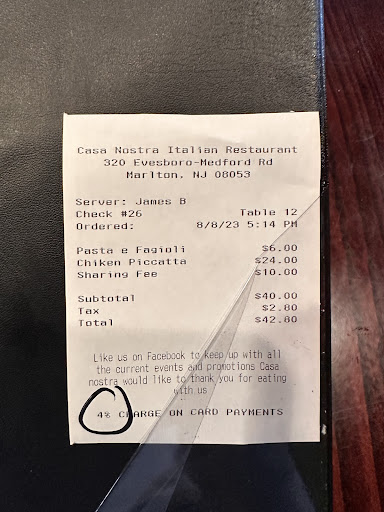 Casa Nostra Italian Restaurant
320 Evesboro-Medford Rd
Marlton, NJ 08053
Server: James B
Check #26 Table 12
Ordered: 8/8/23 5:14 PM
Pasta e Fagioli $6.00
Chiken Piccatta $24.00
Sharing Fee $10.00
Subtotal $40.00
Tax $2.80
Total $42.80
Like us on Facebook to keep up with all
the current events and promotions Casa
nostra would like to thank you for eating
with us
4% CHARGE ON CARD PAYMENTS